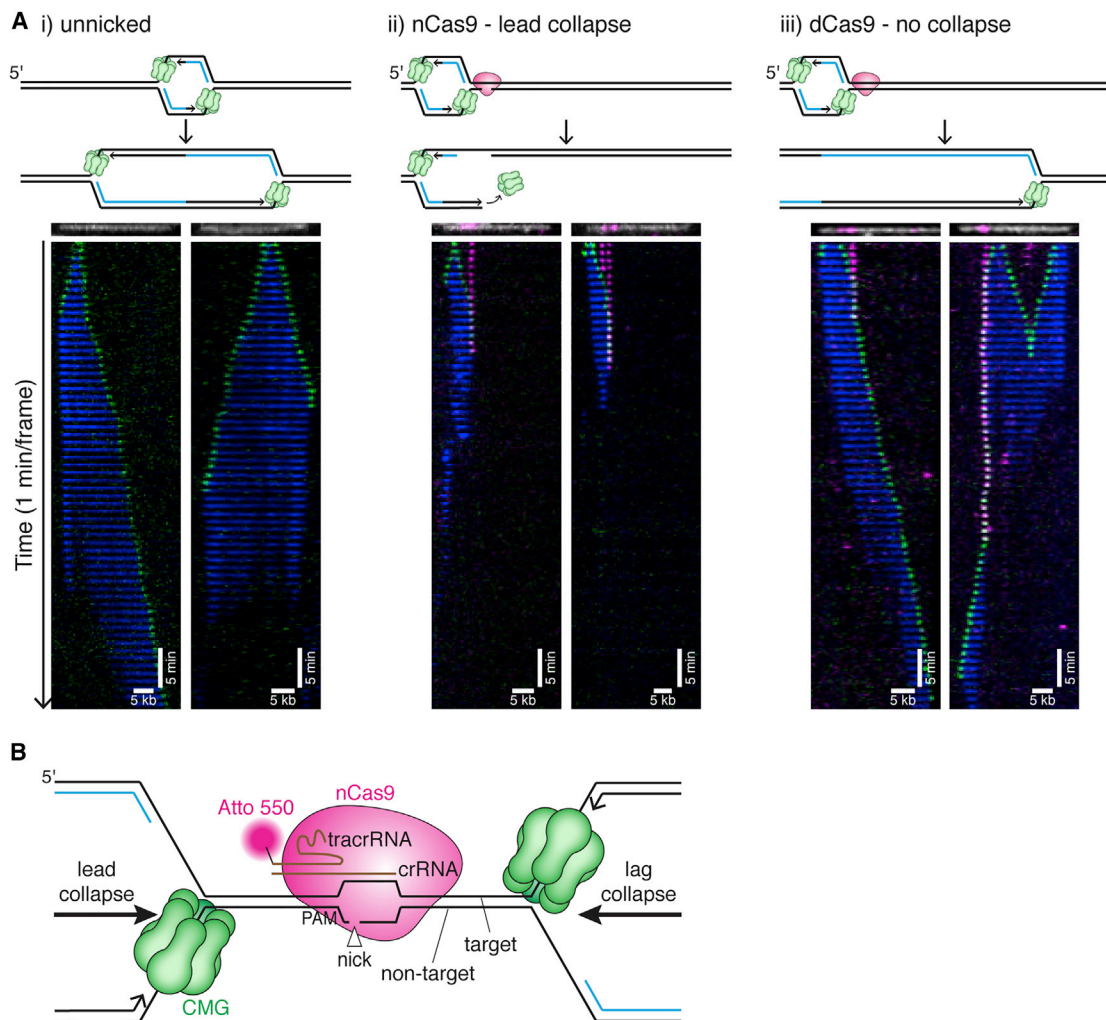 A
i) unnicked
ii) nCas9 - lead collapse
iii) dCas9 - no collapse
5'
Time (1 min/frame)
5 min
5 kb
5 min
5 kb
5 min
5 kb
5 min
5 kb
5 min
5 kb
5 min
5 kb
B
5'
nCas9
Atto 550
tracrRNA
crRNA
lead
collapse
lag
collapse
PAM
target
nick
non-target
CMG